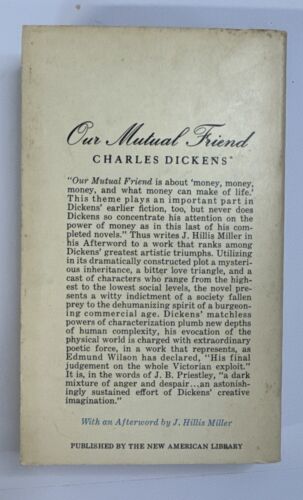 Our Mutual Friend
CHARLES DICKENS
"Our Mutual Friend is about 'money, money,
money, and what money can make of life.'
This theme plays an important part in
Dickens' earlier fiction, too, but never does
Dickens so concentrate his attention on the
power of money as in this last of his com-
pleted novels." Thus writes J. Hillis Miller in
his Afterword to a work that ranks among
Dickens' greatest artistic triumphs. Utilizing
in its dramatically constructed plot a mysteri-
ous inheritance, a bitter love triangle, and a
cast of characters who range from the high-
est to the lowest social levels, the novel pre-
sents a witty indictment of a society fallen
prey to the dehumanizing spirit of a burgeon-
ing commercial age. Dickens' matchless
powers of characterization plumb new depths
of human complexity, his evocation of the
physical world is charged with extraordinary
poetic force, in a work that represents, as
Edmund Wilson has declared, "His final
judgement on the whole Victorian exploit."
It is, in the words of J. B. Priestley, "a dark
mixture of anger and despair...an astonish-
ingly sustained effort of Dickens' creative
imagination."
With an Afterword by J. Hillis Miller
PUBLISHED BY THE NEW AMERICAN LIBRARY